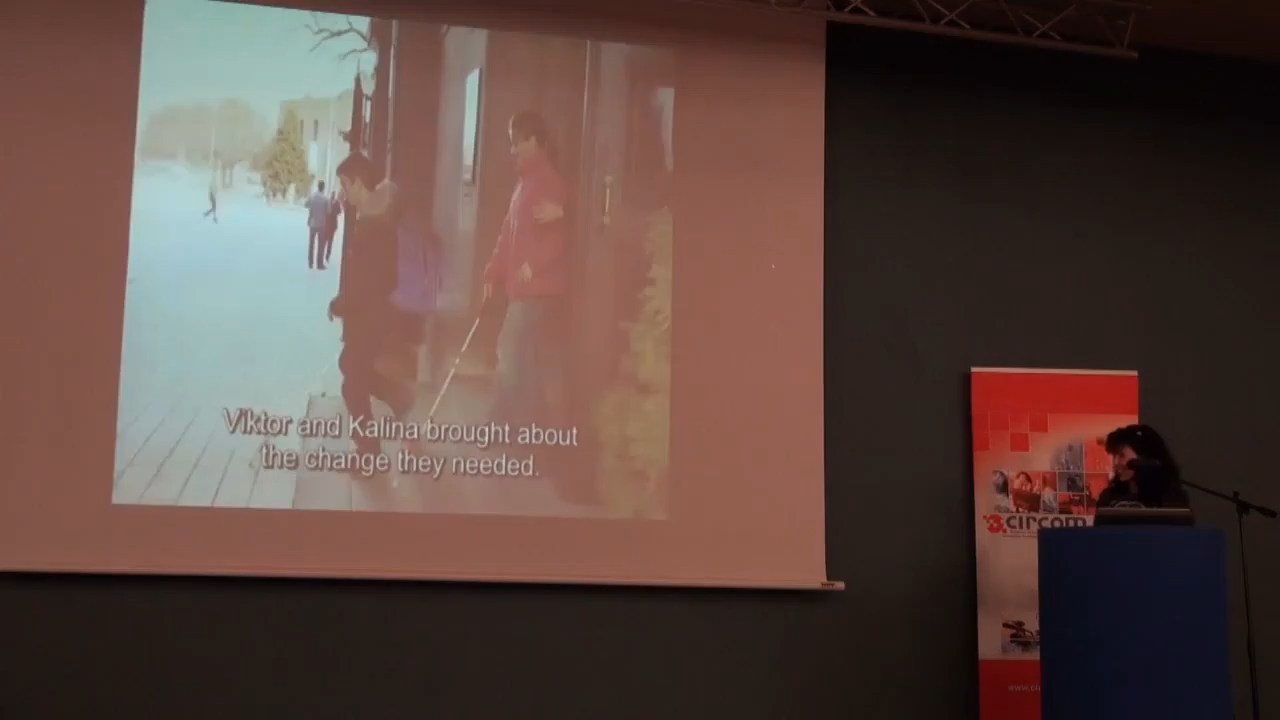 Viktor and Kalina brought about
the change they needed.
circom